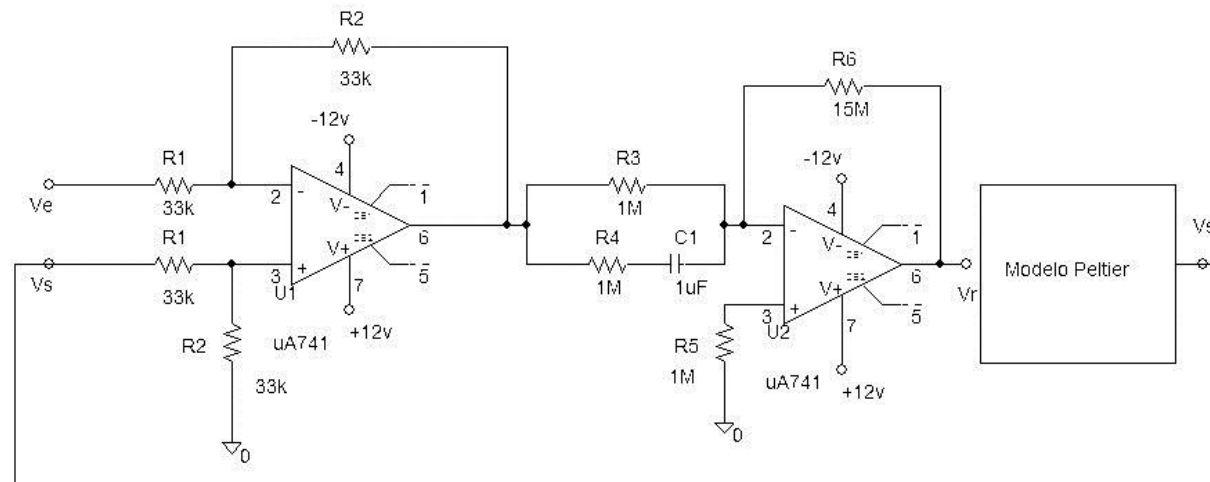 R2
33k
-12v
4
R1
33k
Ve
2
-
V-
1
6
V+
5
Vs
R1
33k
3
+
U1
7
+12v
uA741
R2
33k
0
R3
1M
R4
1M
C1
1uF
R6
15M
-12v
4
2
-
V-
1
6
V+
5
3
+
U2
7
+12v
uA741
R5
1M
0
Vr
Modelo Peltier